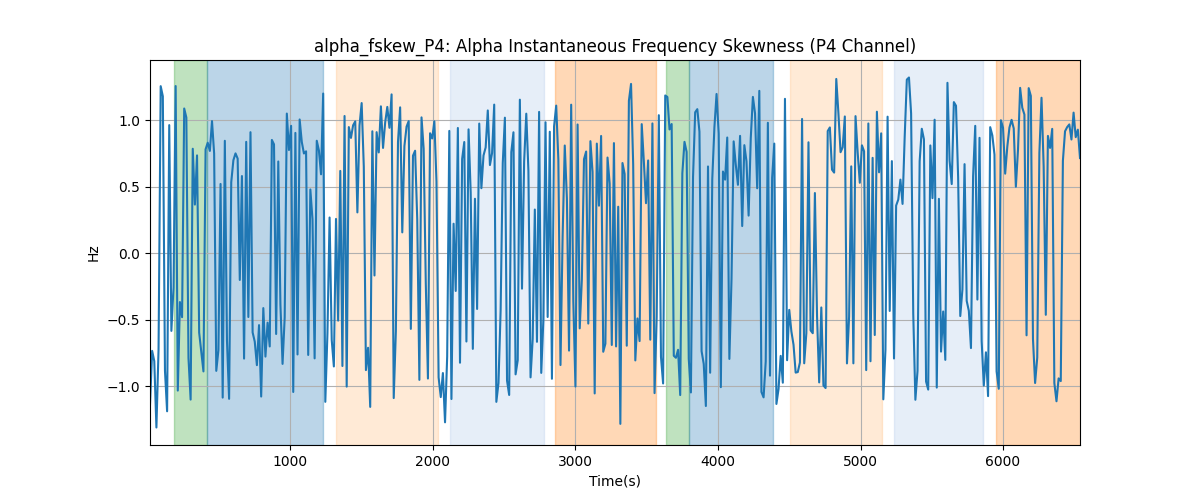 alpha_fskew_P4: Alpha Instantaneous Frequency Skewness (P4 Channel)
1.0
0.5
0.0
−0.5
−1.0
Hz
1000 2000 3000 4000 5000 6000
Time(s)